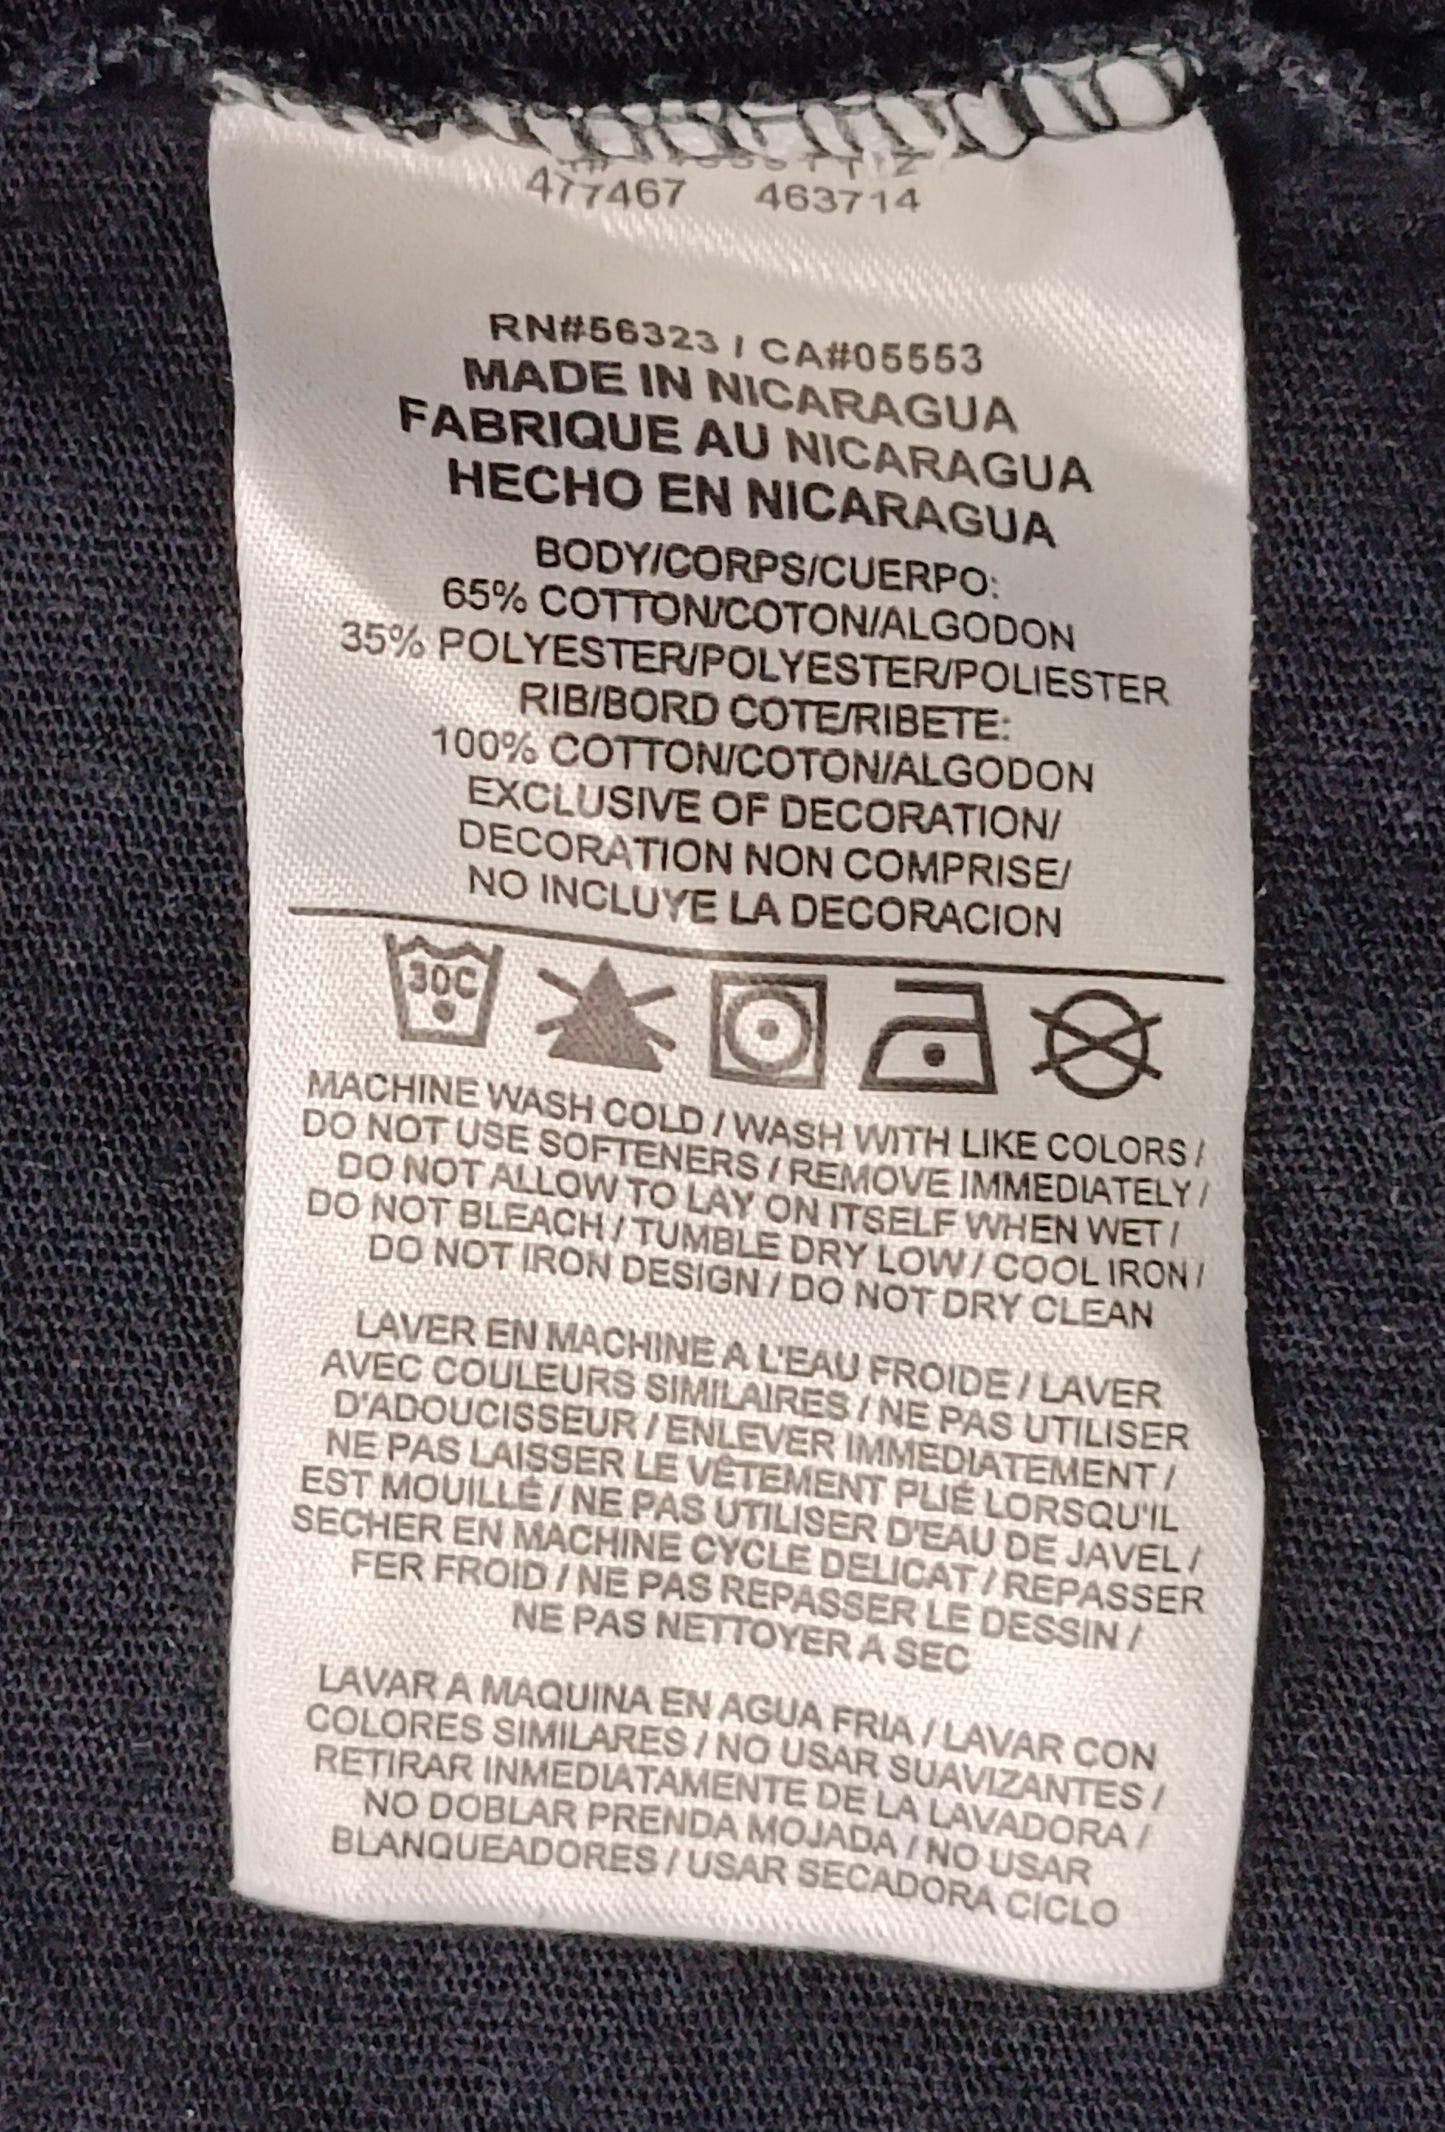 477467 463714
RN#56323 / CA#05553
MADE IN NICARAGUA
FABRIQUE AU NICARAGUA
HECHO EN NICARAGUA
BODY/CORPS/CUERPO:
65% COTTON/COTON/ALGODON
35% POLYESTER/POLYESTER/POLIESTER
RIB/BORD COTE/RIBETE:
100% COTTON/COTON/ALGODON
EXCLUSIVE OF DECORATION/
DECORATION NON COMPRISE/
NO INCLUYE LA DECORACION
30C
MACHINE WASH COLD / WASH WITH LIKE COLORS /
DO NOT USE SOFTENERS / REMOVE IMMEDIATELY /
DO NOT ALLOW TO LAY ON ITSELF WHEN WET /
DO NOT BLEACH / TUMBLE DRY LOW / COOL IRON /
DO NOT IRON DESIGN / DO NOT DRY CLEAN
LAVER EN MACHINE A L'EAU FROIDE / LAVER
AVEC COULEURS SIMILAIRES / NE PAS UTILISER
D'ADOUCISSEUR / ENLEVER IMMEDIATEMENT /
NE PAS LAISSER LE VÊTEMENT PLIÉ LORSQU'IL
EST MOUILLÉ / NE PAS UTILISER D'EAU DE JAVEL /
SECHER EN MACHINE CYCLE DELICAT / REPASSER
FER FROID / NE PAS REPASSER LE DESSIN /
NE PAS NETTOYER A SEC
LAVAR A MAQUINA EN AGUA FRIA / LAVAR CON
COLORES SIMILARES / NO USAR SUAVIZANTES /
RETIRAR INMEDIATAMENTE DE LA LAVADORA /
NO DOBLAR PRENDA MOJADA / NO USAR
BLANQUEADORES / USAR SECADORA CICLO